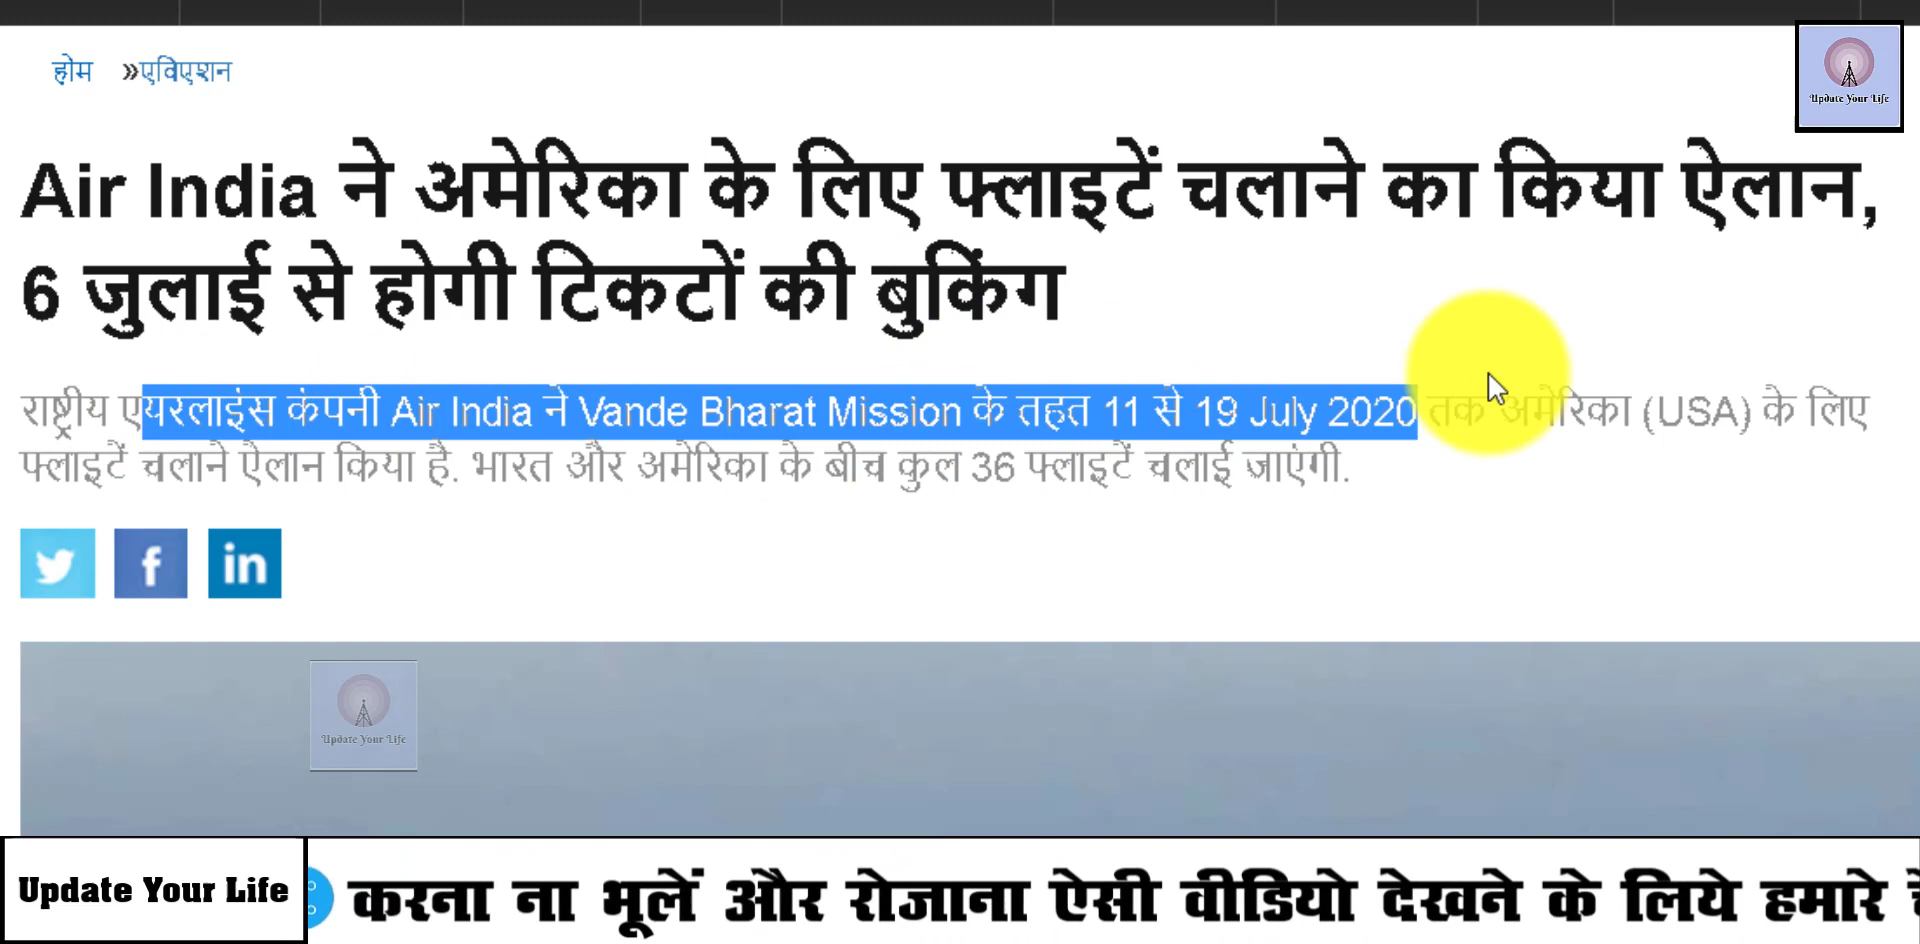 होम »एविएशन
Update Your Life
Air India ने अमेरिका के लिए फ्लाइटें चलाने का किया ऐलान,
6 जुलाई से होगी टिकटों की बुकिंग
राष्ट्रीय एयरलाइंस कंपनी Air India ने Vande Bharat Mission के तहत 11 से 19 July 2020 तक अमेरिका (USA) के लिए
फ्लाइटें चलाने ऐलान किया है. भारत और अमेरिका के बीच कुल 36 फ्लाइटें चलाई जाएंगी.
f in
Update Your Life
Update Your Life
करना ना भूलें और रोजाना ऐसी वीडियो देखने के लिये हमारे